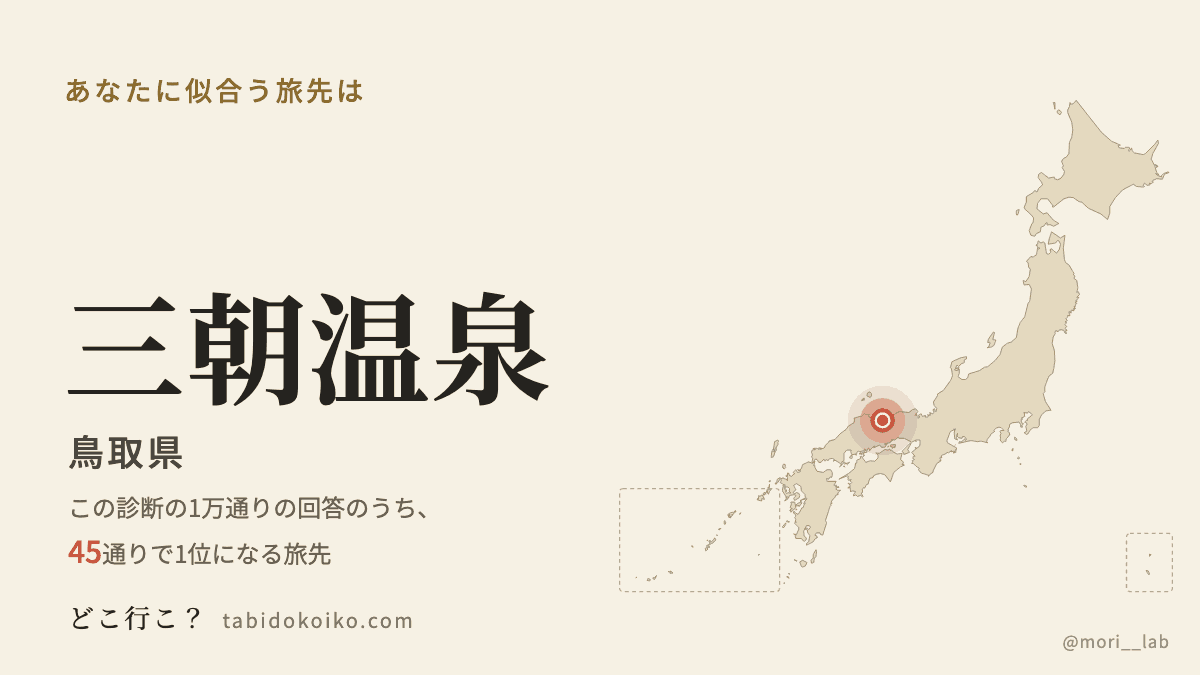 あなたに似合う旅先は
三朝温泉
鳥取県
この診断の1万通りの回答のうち、
45通りで1位になる旅先
どこ行こ？ tabidokoiko.com
@mori__lab